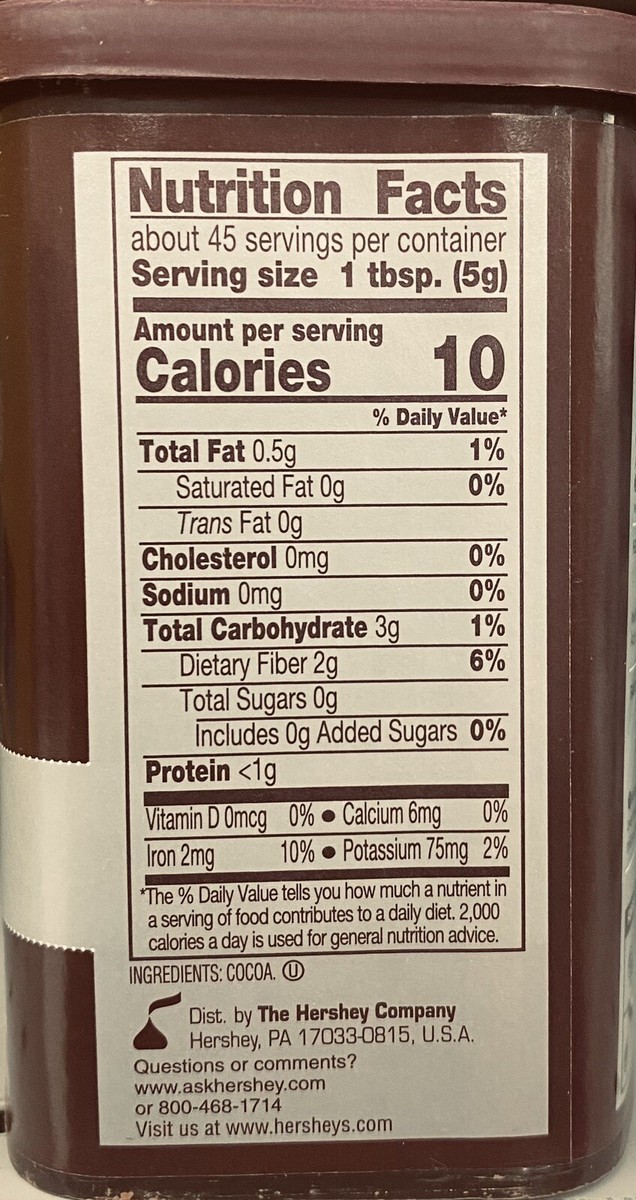 Nutrition Facts
about 45 servings per container
Serving size 1 tbsp. (5g)
Amount per serving
Calories 10
% Daily Value*
Total Fat 0.5g 1%
Saturated Fat 0g 0%
Trans Fat 0g
Cholesterol 0mg 0%
Sodium 0mg 0%
Total Carbohydrate 3g 1%
Dietary Fiber 2g 6%
Total Sugars 0g
Includes 0g Added Sugars 0%
Protein <1g
Vitamin D 0mcg 0% ● Calcium 6mg 0%
Iron 2mg 10% ● Potassium 75mg 2%
*The % Daily Value tells you how much a nutrient in
a serving of food contributes to a daily diet. 2,000
calories a day is used for general nutrition advice.
INGREDIENTS: COCOA. Ⓤ
Dist. by The Hershey Company
Hershey, PA 17033-0815, U.S.A.
Questions or comments?
www.askhershey.com
or 800-468-1714
Visit us at www.hersheys.com